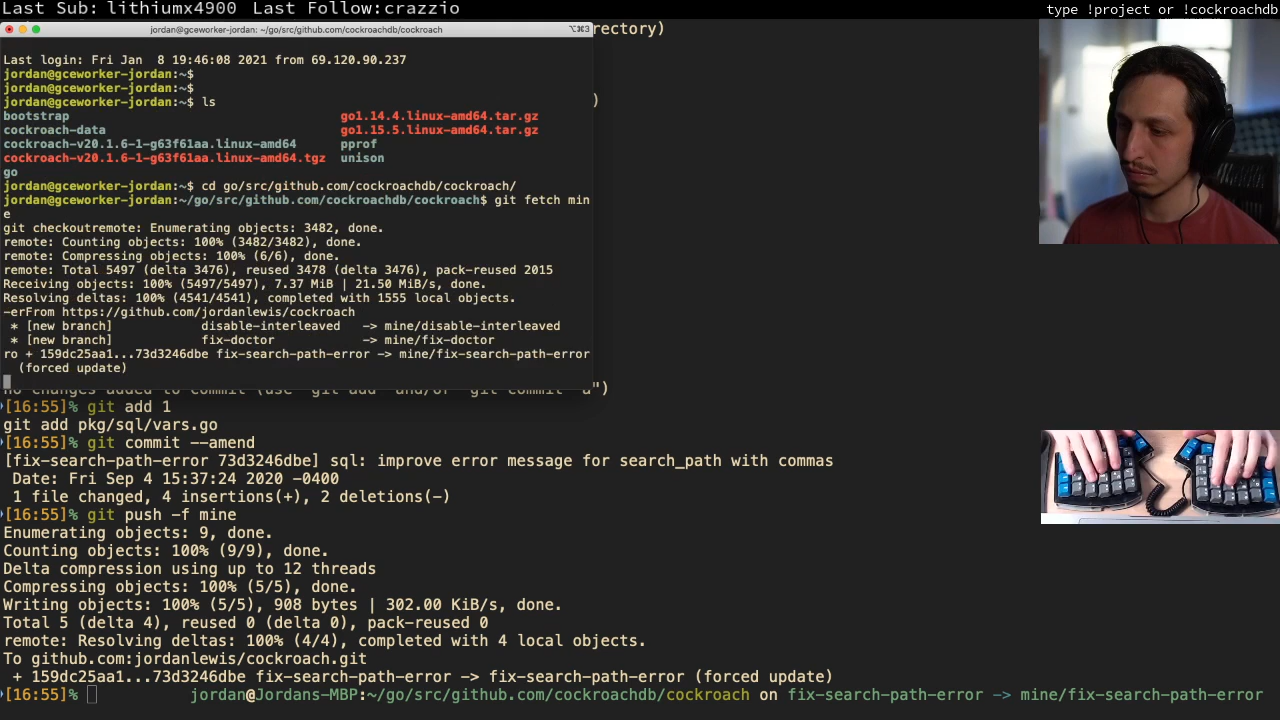 Last Sub: lithiumx4900 Last Follow:crazzio
type !project or !cockroachdb
jordan@gceworker-jordan: ~/go/src/github.com/cockroachdb/cockroach
⌥⌘3
rectory)
Last login: Fri Jan  8 19:46:08 2021 from 69.120.90.237
jordan@gceworker-jordan:~$
jordan@gceworker-jordan:~$
jordan@gceworker-jordan:~$ ls
)
bootstrap go1.14.4.linux-amd64.tar.gz
cockroach-data go1.15.5.linux-amd64.tar.gz
cockroach-v20.1.6-1-g63f61aa.linux-amd64 pprof
cockroach-v20.1.6-1-g63f61aa.linux-amd64.tgz unison
go
jordan@gceworker-jordan:~$ cd go/src/github.com/cockroachdb/cockroach/
jordan@gceworker-jordan:~/go/src/github.com/cockroachdb/cockroach$ git fetch min
e
git checkoutremote: Enumerating objects: 3482, done.
remote: Counting objects: 100% (3482/3482), done.
remote: Compressing objects: 100% (6/6), done.
remote: Total 5497 (delta 3476), reused 3478 (delta 3476), pack-reused 2015
Receiving objects: 100% (5497/5497), 7.37 MiB | 21.50 MiB/s, done.
Resolving deltas: 100% (4541/4541), completed with 1555 local objects.
-erFrom https://github.com/jordanlewis/cockroach
* [new branch] disable-interleaved -> mine/disable-interleaved
* [new branch] fix-doctor -> mine/fix-doctor
ro + 159dc25aa1...73d3246dbe fix-search-path-error -> mine/fix-search-path-error
(forced update)
no changes added to commit (use "git add" and/or "git commit -a")
[16:55]% git add 1
git add pkg/sql/vars.go
[16:55]% git commit --amend
[fix-search-path-error 73d3246dbe] sql: improve error message for search_path with commas
Date: Fri Sep 4 15:37:24 2020 -0400
1 file changed, 4 insertions(+), 2 deletions(-)
[16:55]% git push -f mine
Enumerating objects: 9, done.
Counting objects: 100% (9/9), done.
Delta compression using up to 12 threads
Compressing objects: 100% (5/5), done.
Writing objects: 100% (5/5), 908 bytes | 302.00 KiB/s, done.
Total 5 (delta 4), reused 0 (delta 0), pack-reused 0
remote: Resolving deltas: 100% (4/4), completed with 4 local objects.
To github.com:jordanlewis/cockroach.git
+ 159dc25aa1...73d3246dbe fix-search-path-error -> fix-search-path-error (forced update)
[16:55]% jordan@Jordans-MBP:~/go/src/github.com/cockroachdb/cockroach on fix-search-path-error -> mine/fix-search-path-error